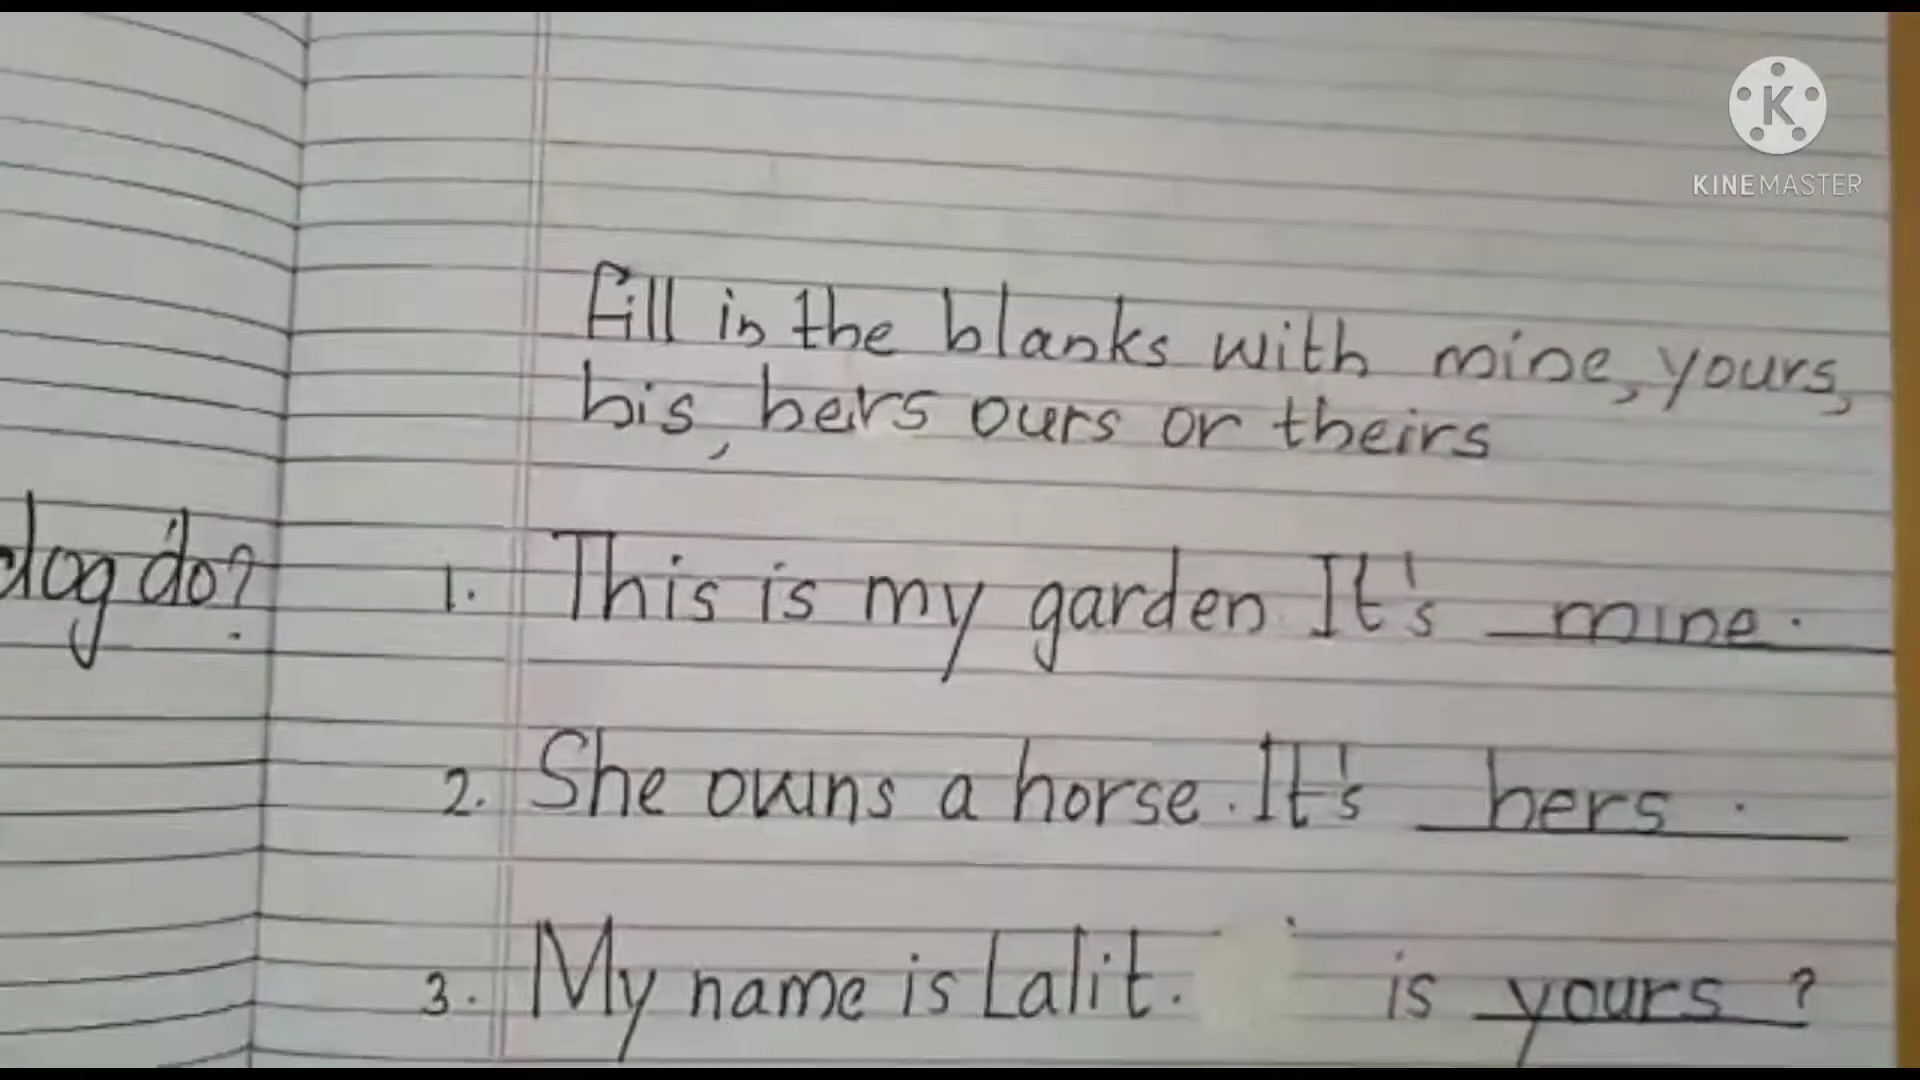 fill in the blanks with mine, yours,
his, hers ours or theirs
dog do?
1. This is my garden. It's mine.
2. She owns a horse. It's hers.
3. My name is Lalit. is yours?
K
KINEMASTER